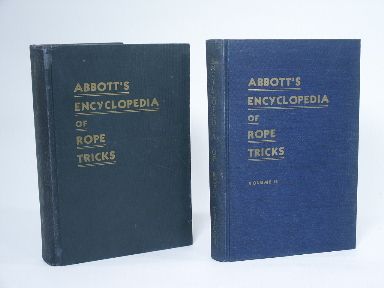 ABBOTT'S
ENCYCLOPEDIA
OF
ROPE
TRICKS
ABBOTT'S
ENCYCLOPEDIA
OF
ROPE
TRICKS
VOLUME II